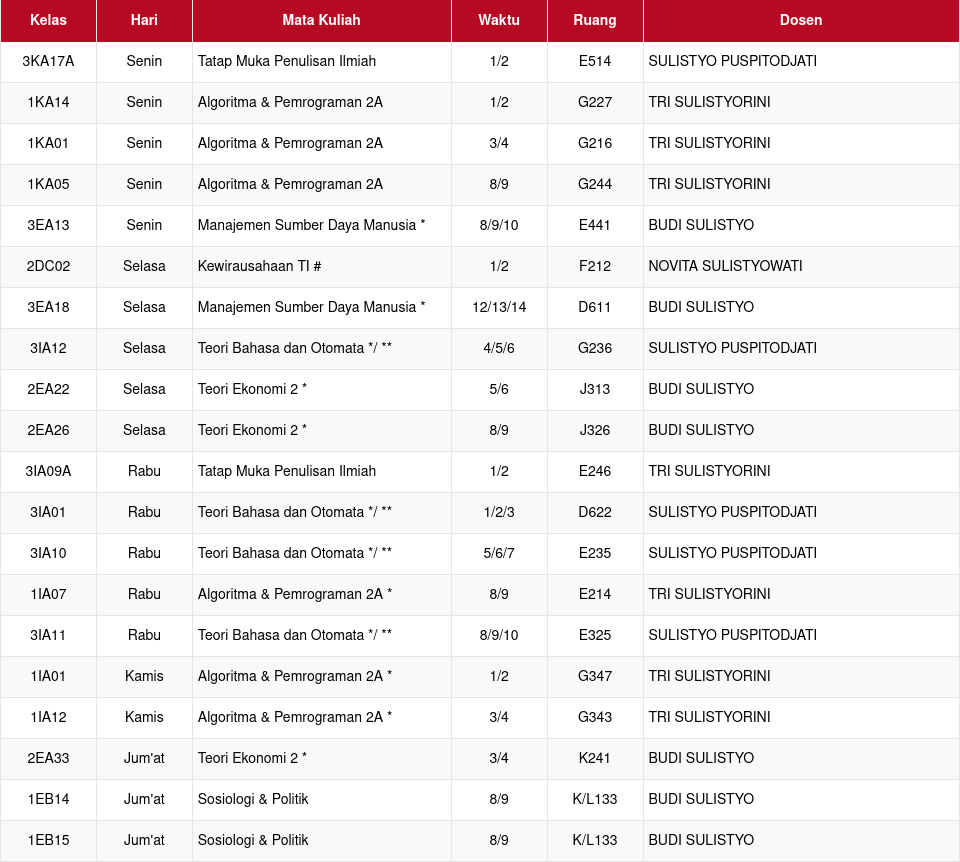 Kelas Hari Mata Kuliah Waktu Ruang Dosen
3KA17A Senin Tatap Muka Penulisan Ilmiah 1/2 E514 SULISTYO PUSPITODJATI
1KA14 Senin Algoritma & Pemrograman 2A 1/2 G227 TRI SULISTYORINI
1KA01 Senin Algoritma & Pemrograman 2A 3/4 G216 TRI SULISTYORINI
1KA05 Senin Algoritma & Pemrograman 2A 8/9 G244 TRI SULISTYORINI
3EA13 Senin Manajemen Sumber Daya Manusia * 8/9/10 E441 BUDI SULISTYO
2DC02 Selasa Kewirausahaan TI # 1/2 F212 NOVITA SULISTYOWATI
3EA18 Selasa Manajemen Sumber Daya Manusia * 12/13/14 D611 BUDI SULISTYO
3IA12 Selasa Teori Bahasa dan Otomata */ ** 4/5/6 G236 SULISTYO PUSPITODJATI
2EA22 Selasa Teori Ekonomi 2 * 5/6 J313 BUDI SULISTYO
2EA26 Selasa Teori Ekonomi 2 * 8/9 J326 BUDI SULISTYO
3IA09A Rabu Tatap Muka Penulisan Ilmiah 1/2 E246 TRI SULISTYORINI
3IA01 Rabu Teori Bahasa dan Otomata */ ** 1/2/3 D622 SULISTYO PUSPITODJATI
3IA10 Rabu Teori Bahasa dan Otomata */ ** 5/6/7 E235 SULISTYO PUSPITODJATI
1IA07 Rabu Algoritma & Pemrograman 2A * 8/9 E214 TRI SULISTYORINI
3IA11 Rabu Teori Bahasa dan Otomata */ ** 8/9/10 E325 SULISTYO PUSPITODJATI
1IA01 Kamis Algoritma & Pemrograman 2A * 1/2 G347 TRI SULISTYORINI
1IA12 Kamis Algoritma & Pemrograman 2A * 3/4 G343 TRI SULISTYORINI
2EA33 Jum'at Teori Ekonomi 2 * 3/4 K241 BUDI SULISTYO
1EB14 Jum'at Sosiologi & Politik 8/9 K/L133 BUDI SULISTYO
1EB15 Jum'at Sosiologi & Politik 8/9 K/L133 BUDI SULISTYO